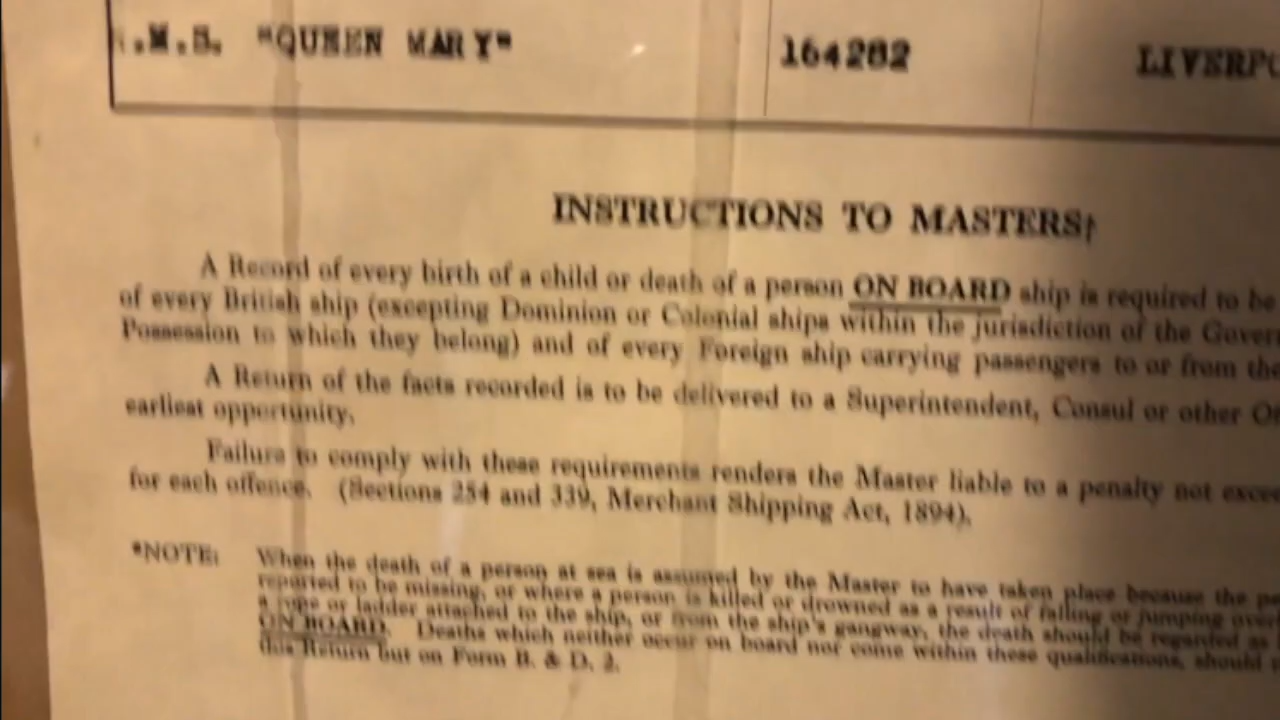 .M.S. "QUEEN MARY" 164282 LIVERPO
INSTRUCTIONS TO MASTERS†
A Record of every birth of a child or death of a person ON BOARD ship is required to be
of every British ship (excepting Dominion or Colonial ships within the jurisdiction of the Govern
Possession to which they belong) and of every Foreign ship carrying passengers to or from the
A Return of the facts recorded is to be delivered to a Superintendent, Consul or other Of
earliest opportunity.
Failure to comply with these requirements renders the Master liable to a penalty not excee
for each offence. (Sections 254 and 339, Merchant Shipping Act, 1894).
*NOTE: When the death of a person at sea is assumed by the Master to have taken place because the pe
reported to be missing, or where a person is killed or drowned as a result of falling or jumping over
a rope or ladder attached to the ship, or from the ship's gangway, the death should be regarded as
ON BOARD. Deaths which neither occur on board nor come within these qualifications, should
this Return but on Form B. & D. 2.